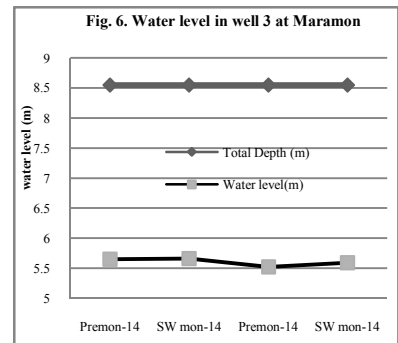 Fig. 6. Water level in well 3 at Maramon
9
8.5
8
7.5
7
6.5
6
5.5
5
water level (m)
Total Depth (m)
Water level(m)
Premon-14 SW mon-14 Premon-14 SW mon-14